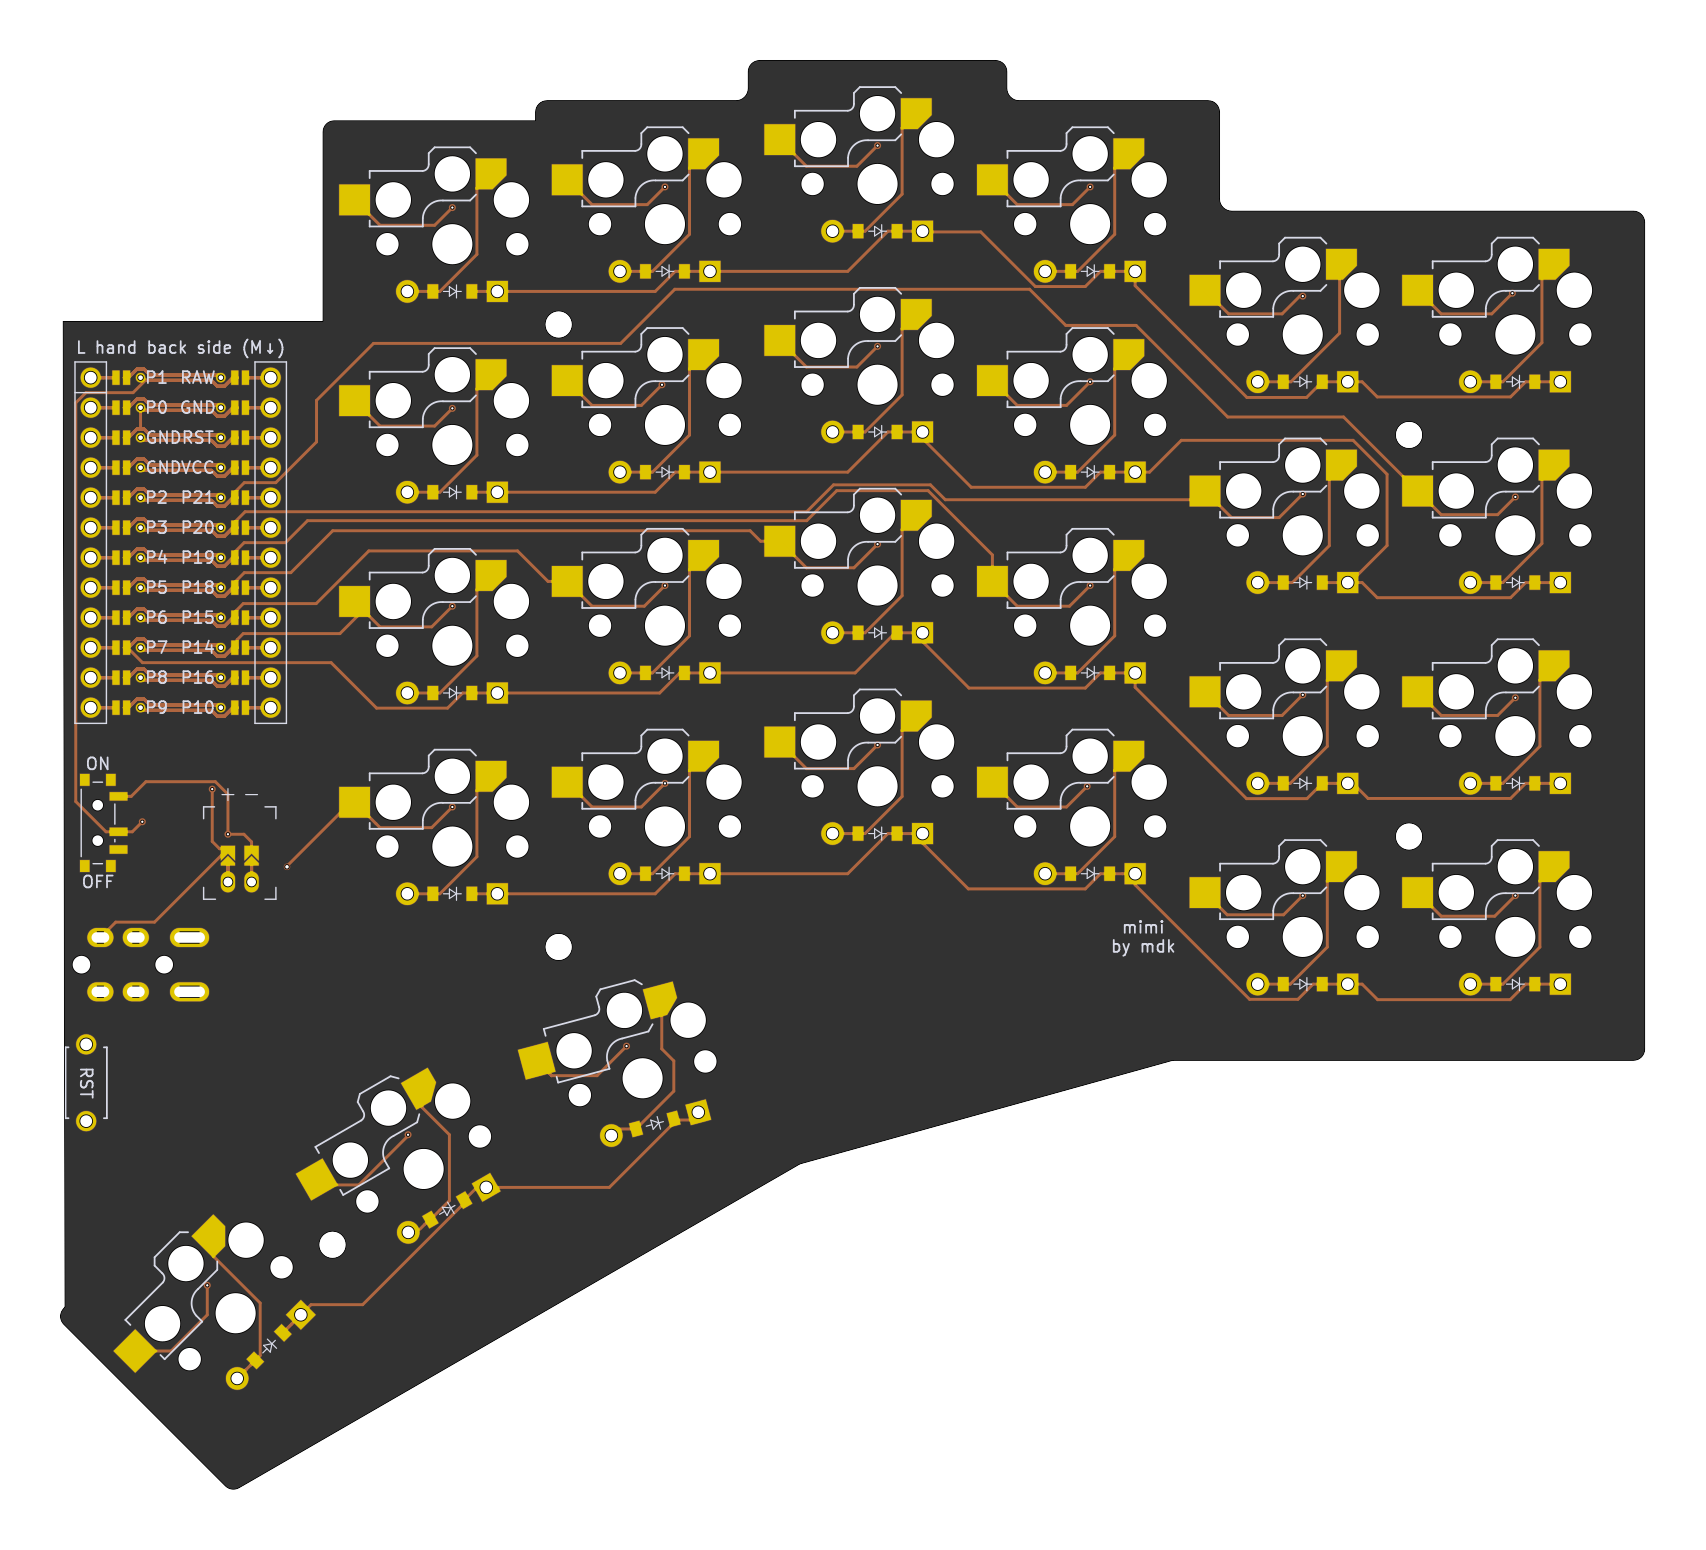 L hand back side (M↓)
P1 RAW
P0 GND
GNDRST
GNDVCC
P2 P21
P3 P20
P4 P19
P5 P18
P6 P15
P7 P14
P8 P16
P9 P10
ON
+ −
OFF
mimi
by mdk
RST